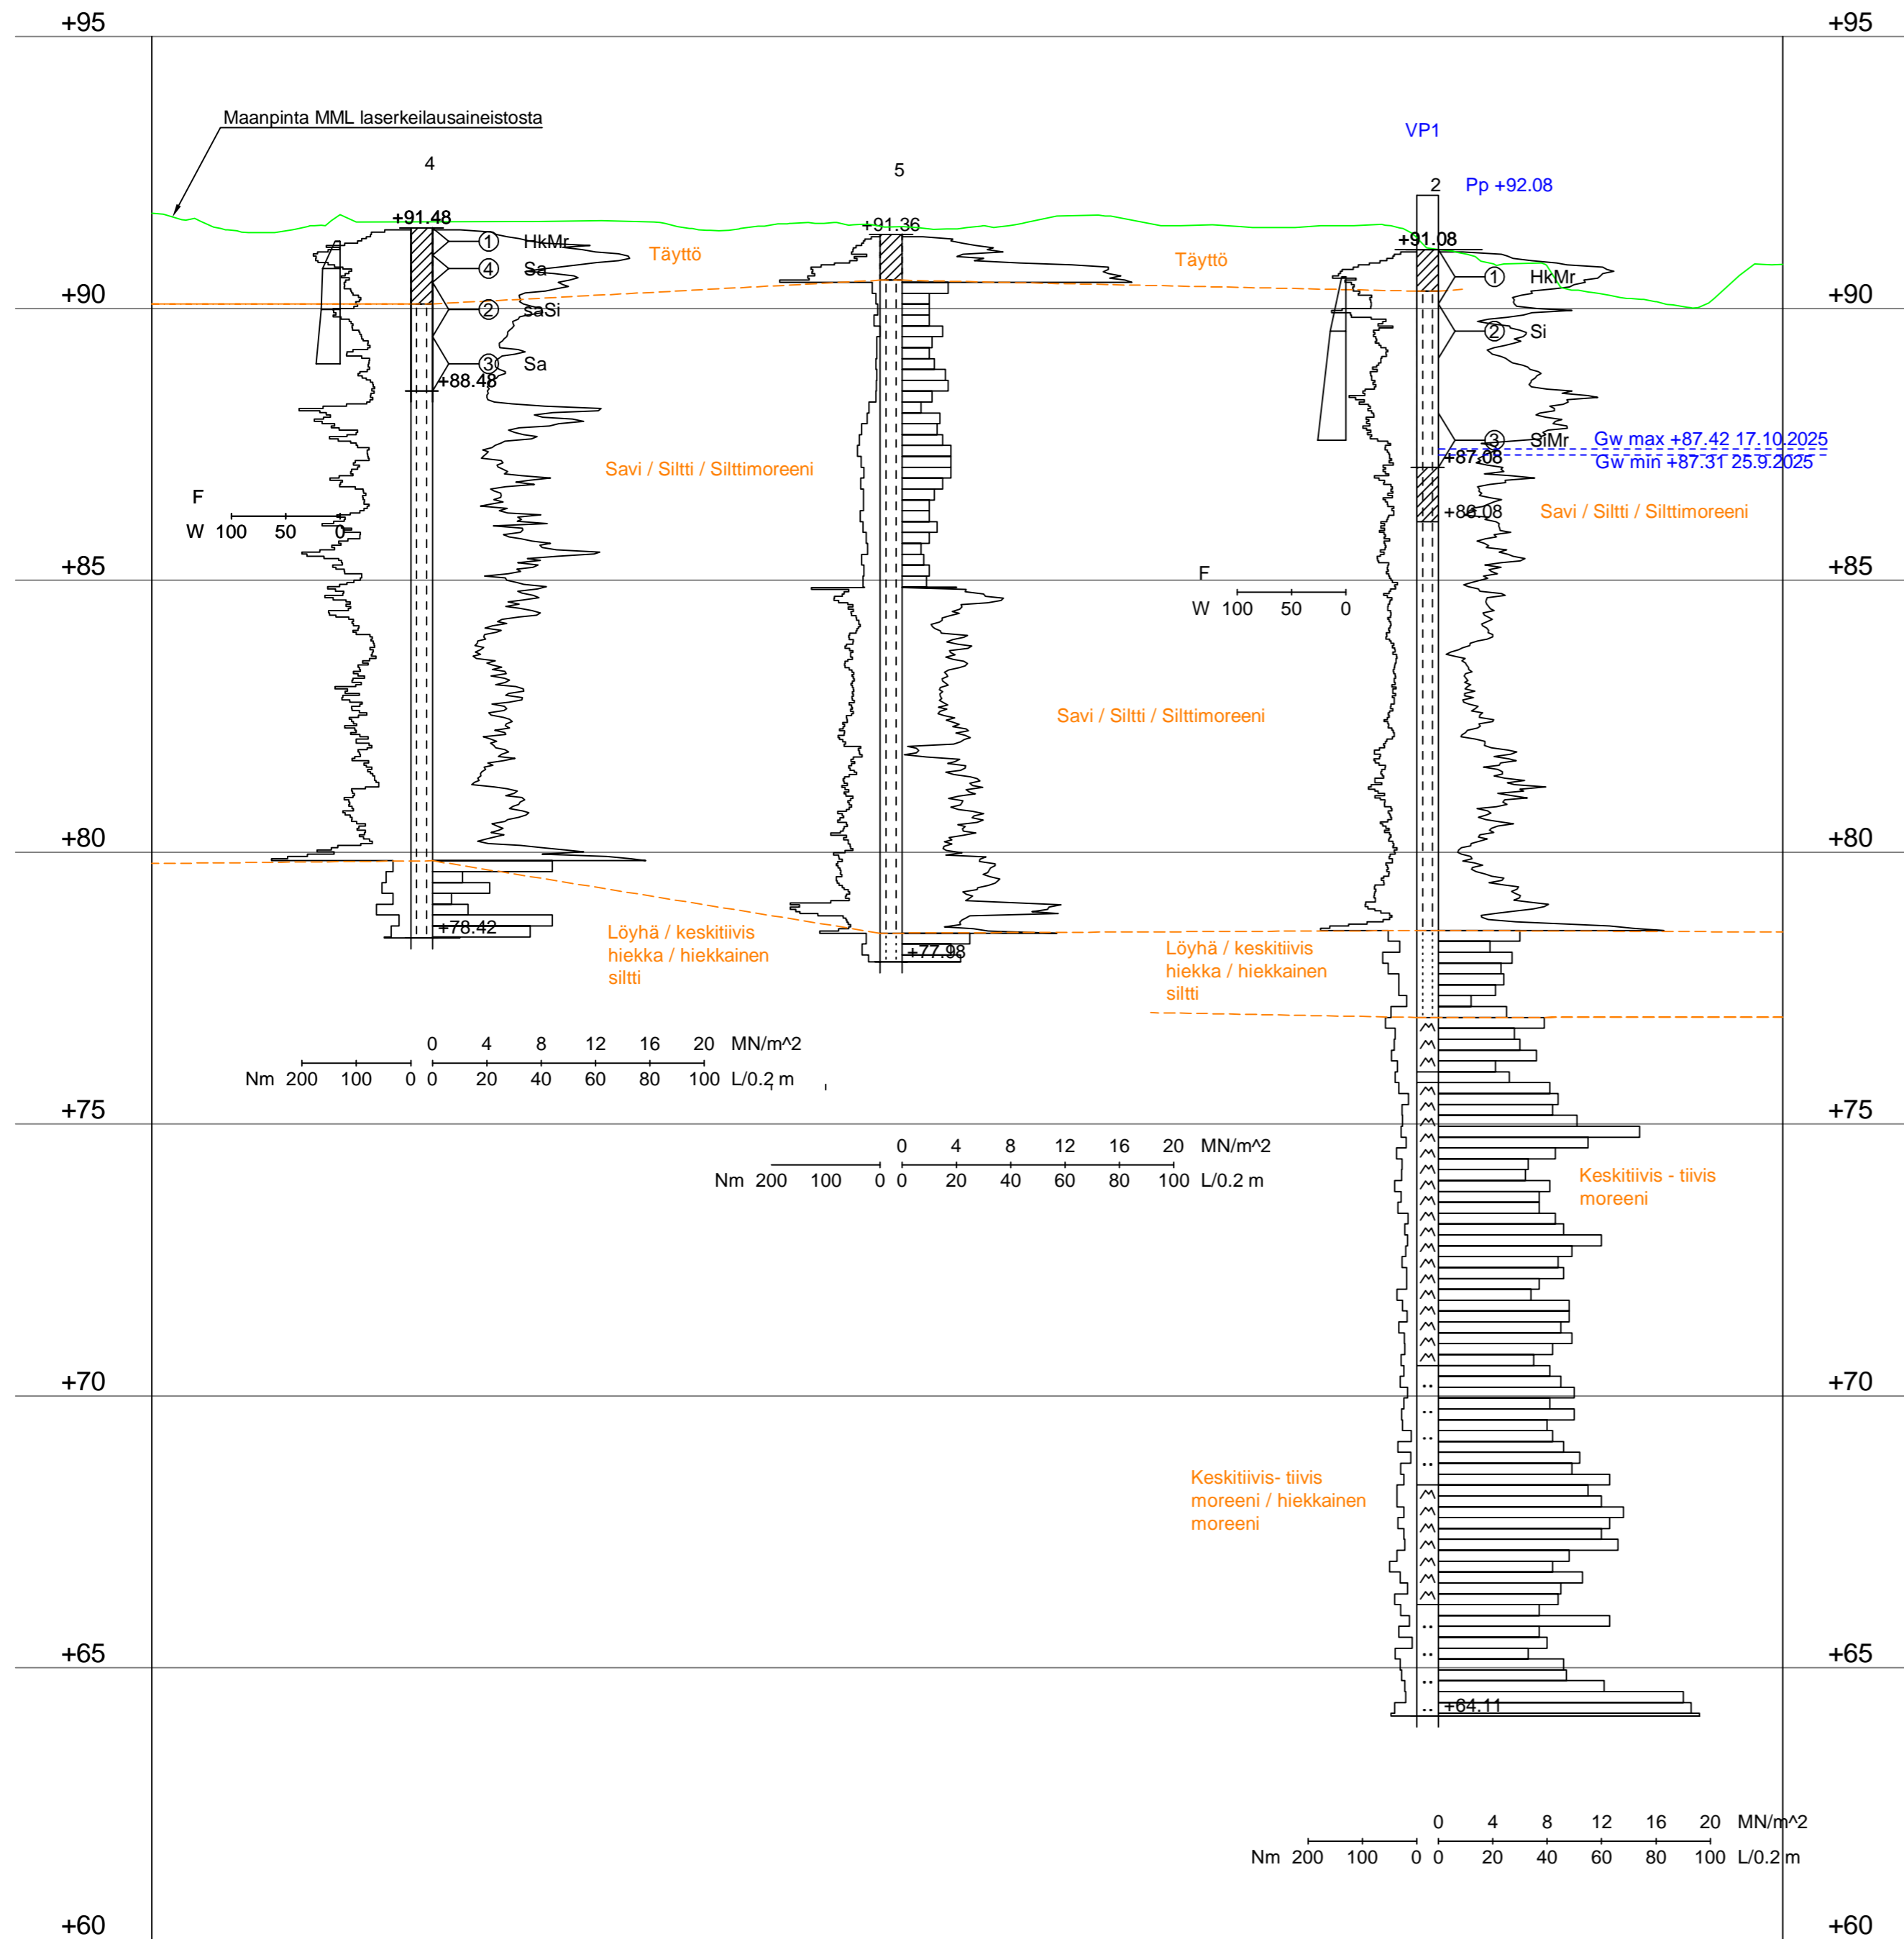 +95
+95
Maanpinta MML laserkeilausaineistosta
VP1
4
5
2
Pp +92.08
+91.48
+91.36
+91.08
1
HkMr
Täyttö
Täyttö
4
Sa
1
HkMr
+90
+90
2
saSi
2
Si
3
Sa
+88.48
3
SiMr
Gw max +87.42 17.10.2025
Gw min +87.31 25.9.2025
+87.08
Savi / Siltti / Silttimoreeni
F
W 100 50 0
+86.08
Savi / Siltti / Silttimoreeni
+85
+85
F
W 100 50 0
Savi / Siltti / Silttimoreeni
+80
+80
+78.42
+77.98
Löyhä / keskitiivis
hiekka / hiekkainen
siltti
Löyhä / keskitiivis
hiekka / hiekkainen
siltti
0 4 8 12 16 20 MN/m^2
Nm 200 100 0 0 20 40 60 80 100 L/0.2 m
+75
+75
0 4 8 12 16 20 MN/m^2
Nm 200 100 0 0 20 40 60 80 100 L/0.2 m
Keskitiivis - tiivis
moreeni
+70
+70
Keskitiivis- tiivis
moreeni / hiekkainen
moreeni
+65
+65
+64.11
0 4 8 12 16 20 MN/m^2
Nm 200 100 0 0 20 40 60 80 100 L/0.2 m
+60
+60